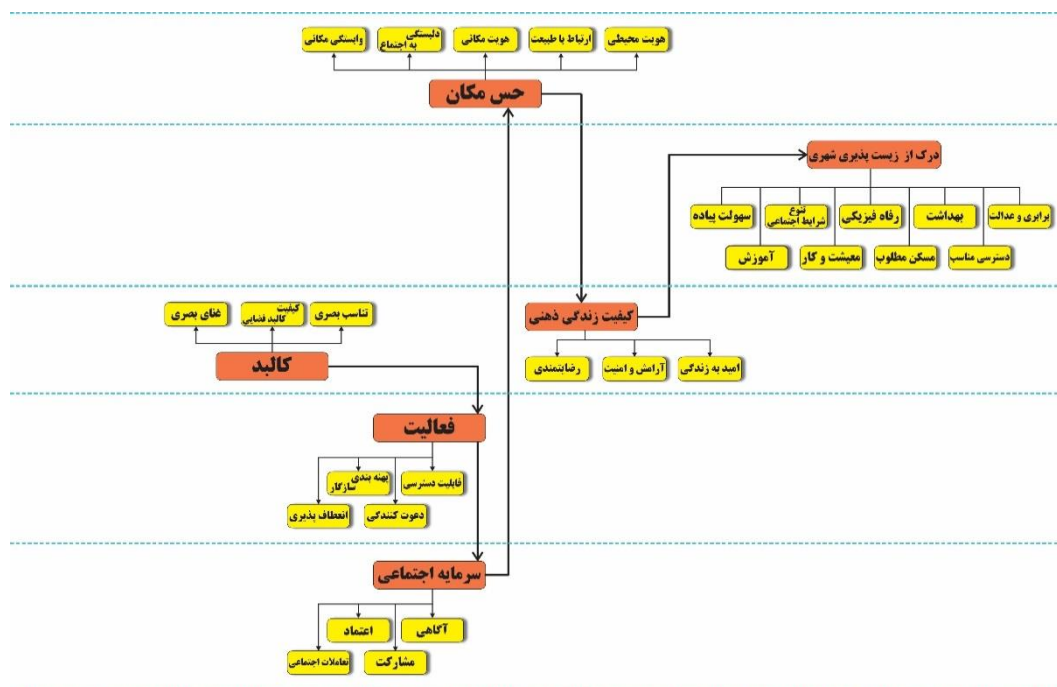 هویت محیطی
ارتباط با طبیعت
هویت مکانی
دلبستگی
به اجتماع
وابستگی مکانی
حس مکان
درک از زیست پذیری شهری
برابری و عدالت
بهداشت
رفاه فیزیکی
تنوع
شرایط اجتماعی
سهولت پیاده
دسترسی مناسب
مسکن مطلوب
معیشت و کار
آموزش
کیفیت زندگی ذهنی
امید به زندگی
آرامش و امنیت
رضایتمندی
تناسب بصری
کیفیت
کالبد فضایی
غنای بصری
کالبد
فعالیت
قابلیت دسترسی
پهنه بندی
سازگار
دعوت کنندگی
انعطاف پذیری
سرمایه اجتماعی
آگاهی
اعتماد
مشارکت
تعاملات اجتماعی